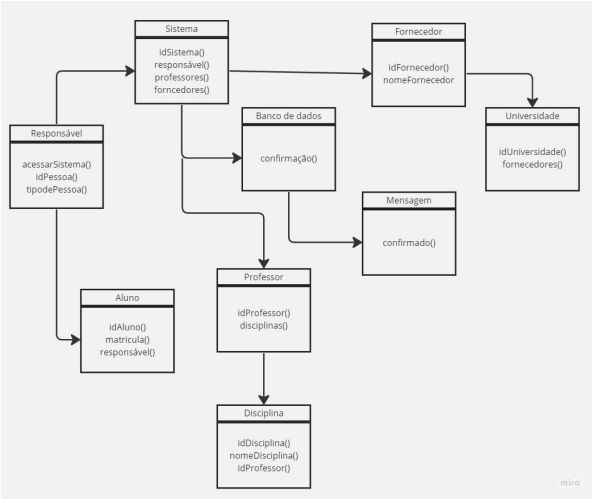 Sistema
idSistema()
responsável()
professores()
forncedores()
Fornecedor
idFornecedor()
nomeFornecedor
Banco de dados
confirmação()
Universidade
idUniversidade()
fornecedores()
Responsável
acessarSistema()
idPessoa()
tipodePessoa()
Mensagem
confirmado()
Professor
idProfessor()
disciplinas()
Aluno
idAluno()
matricula()
responsável()
Disciplina
idDisciplina()
nomeDisciplina()
idProfessor()
miro